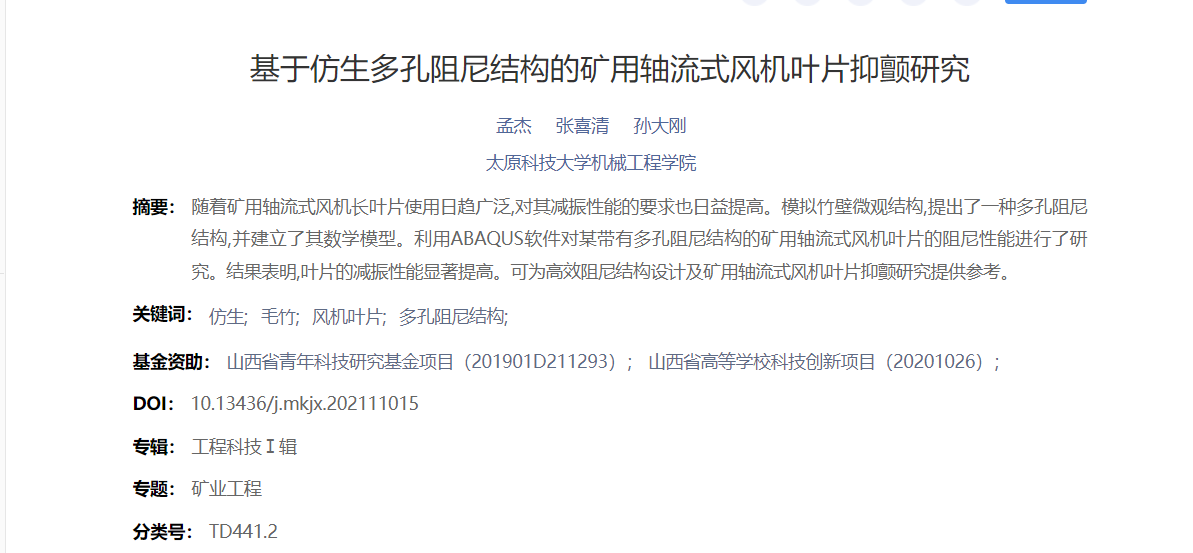 基于仿生多孔阻尼结构的矿用轴流式风机叶片抑颤研究
孟杰 张喜清 孙大刚
太原科技大学机械工程学院
摘要： 随着矿用轴流式风机长叶片使用日趋广泛,对其减振性能的要求也日益提高。模拟竹壁微观结构,提出了一种多孔阻尼
结构,并建立了其数学模型。利用ABAQUS软件对某带有多孔阻尼结构的矿用轴流式风机叶片的阻尼性能进行了研
究。结果表明,叶片的减振性能显著提高。可为高效阻尼结构设计及矿用轴流式风机叶片抑颤研究提供参考。
关键词： 仿生; 毛竹; 风机叶片; 多孔阻尼结构;
基金资助： 山西省青年科技研究基金项目（201901D211293）; 山西省高等学校科技创新项目（20201026）;
DOI： 10.13436/j.mkjx.202111015
专辑： 工程科技Ⅰ辑
专题： 矿业工程
分类号： TD441.2